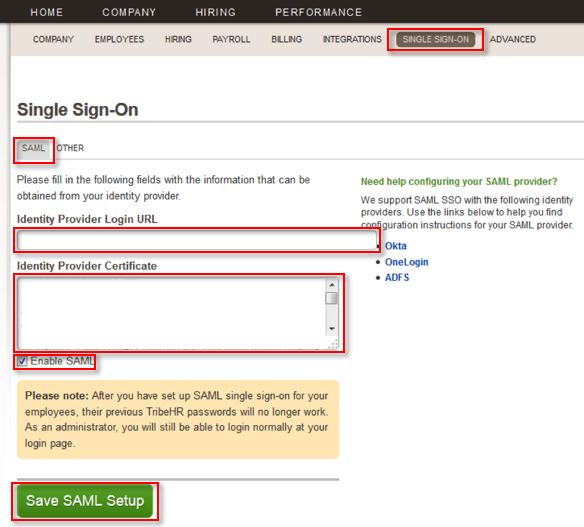 HOME COMPANY HIRING PERFORMANCE
COMPANY EMPLOYEES HIRING PAYROLL BILLING INTEGRATIONS SINGLE SIGN-ON ADVANCED
Single Sign-On
SAML OTHER
Please fill in the following fields with the information that can be
obtained from your identity provider.
Identity Provider Login URL
Identity Provider Certificate
Enable SAML
Please note: After you have set up SAML single sign-on for your
employees, their previous TribeHR passwords will no longer work.
As an administrator, you will still be able to login normally at your
login page.
Save SAML Setup
Need help configuring your SAML provider?
We support SAML SSO with the following identity
providers. Use the links below to help you find
configuration instructions for your SAML provider.
• Okta
• OneLogin
• ADFS